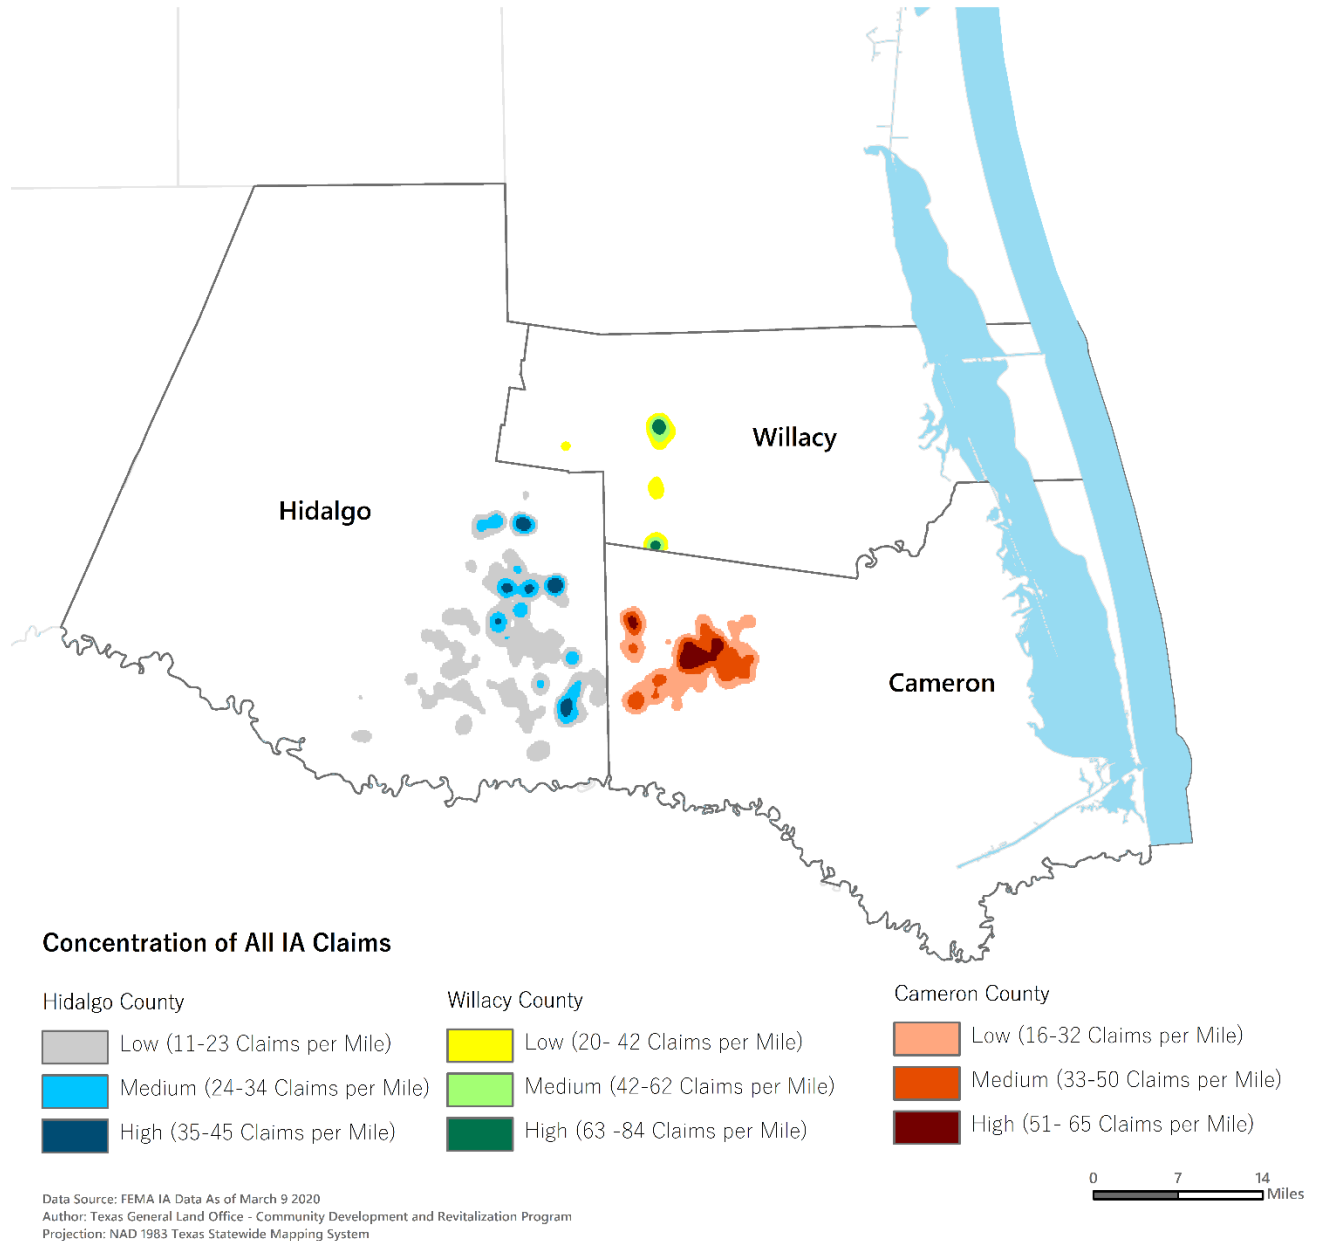 Willacy
Hidalgo
Cameron
Concentration of All IA Claims
Hidalgo County
Low (11-23 Claims per Mile)
Medium (24-34 Claims per Mile)
High (35-45 Claims per Mile)
Willacy County
Low (20- 42 Claims per Mile)
Medium (42-62 Claims per Mile)
High (63 -84 Claims per Mile)
Cameron County
Low (16-32 Claims per Mile)
Medium (33-50 Claims per Mile)
High (51- 65 Claims per Mile)
0 7 14
Miles
Data Source: FEMA IA Data As of March 9 2020
Author: Texas General Land Office - Community Development and Revitalization Program
Projection: NAD 1983 Texas Statewide Mapping System